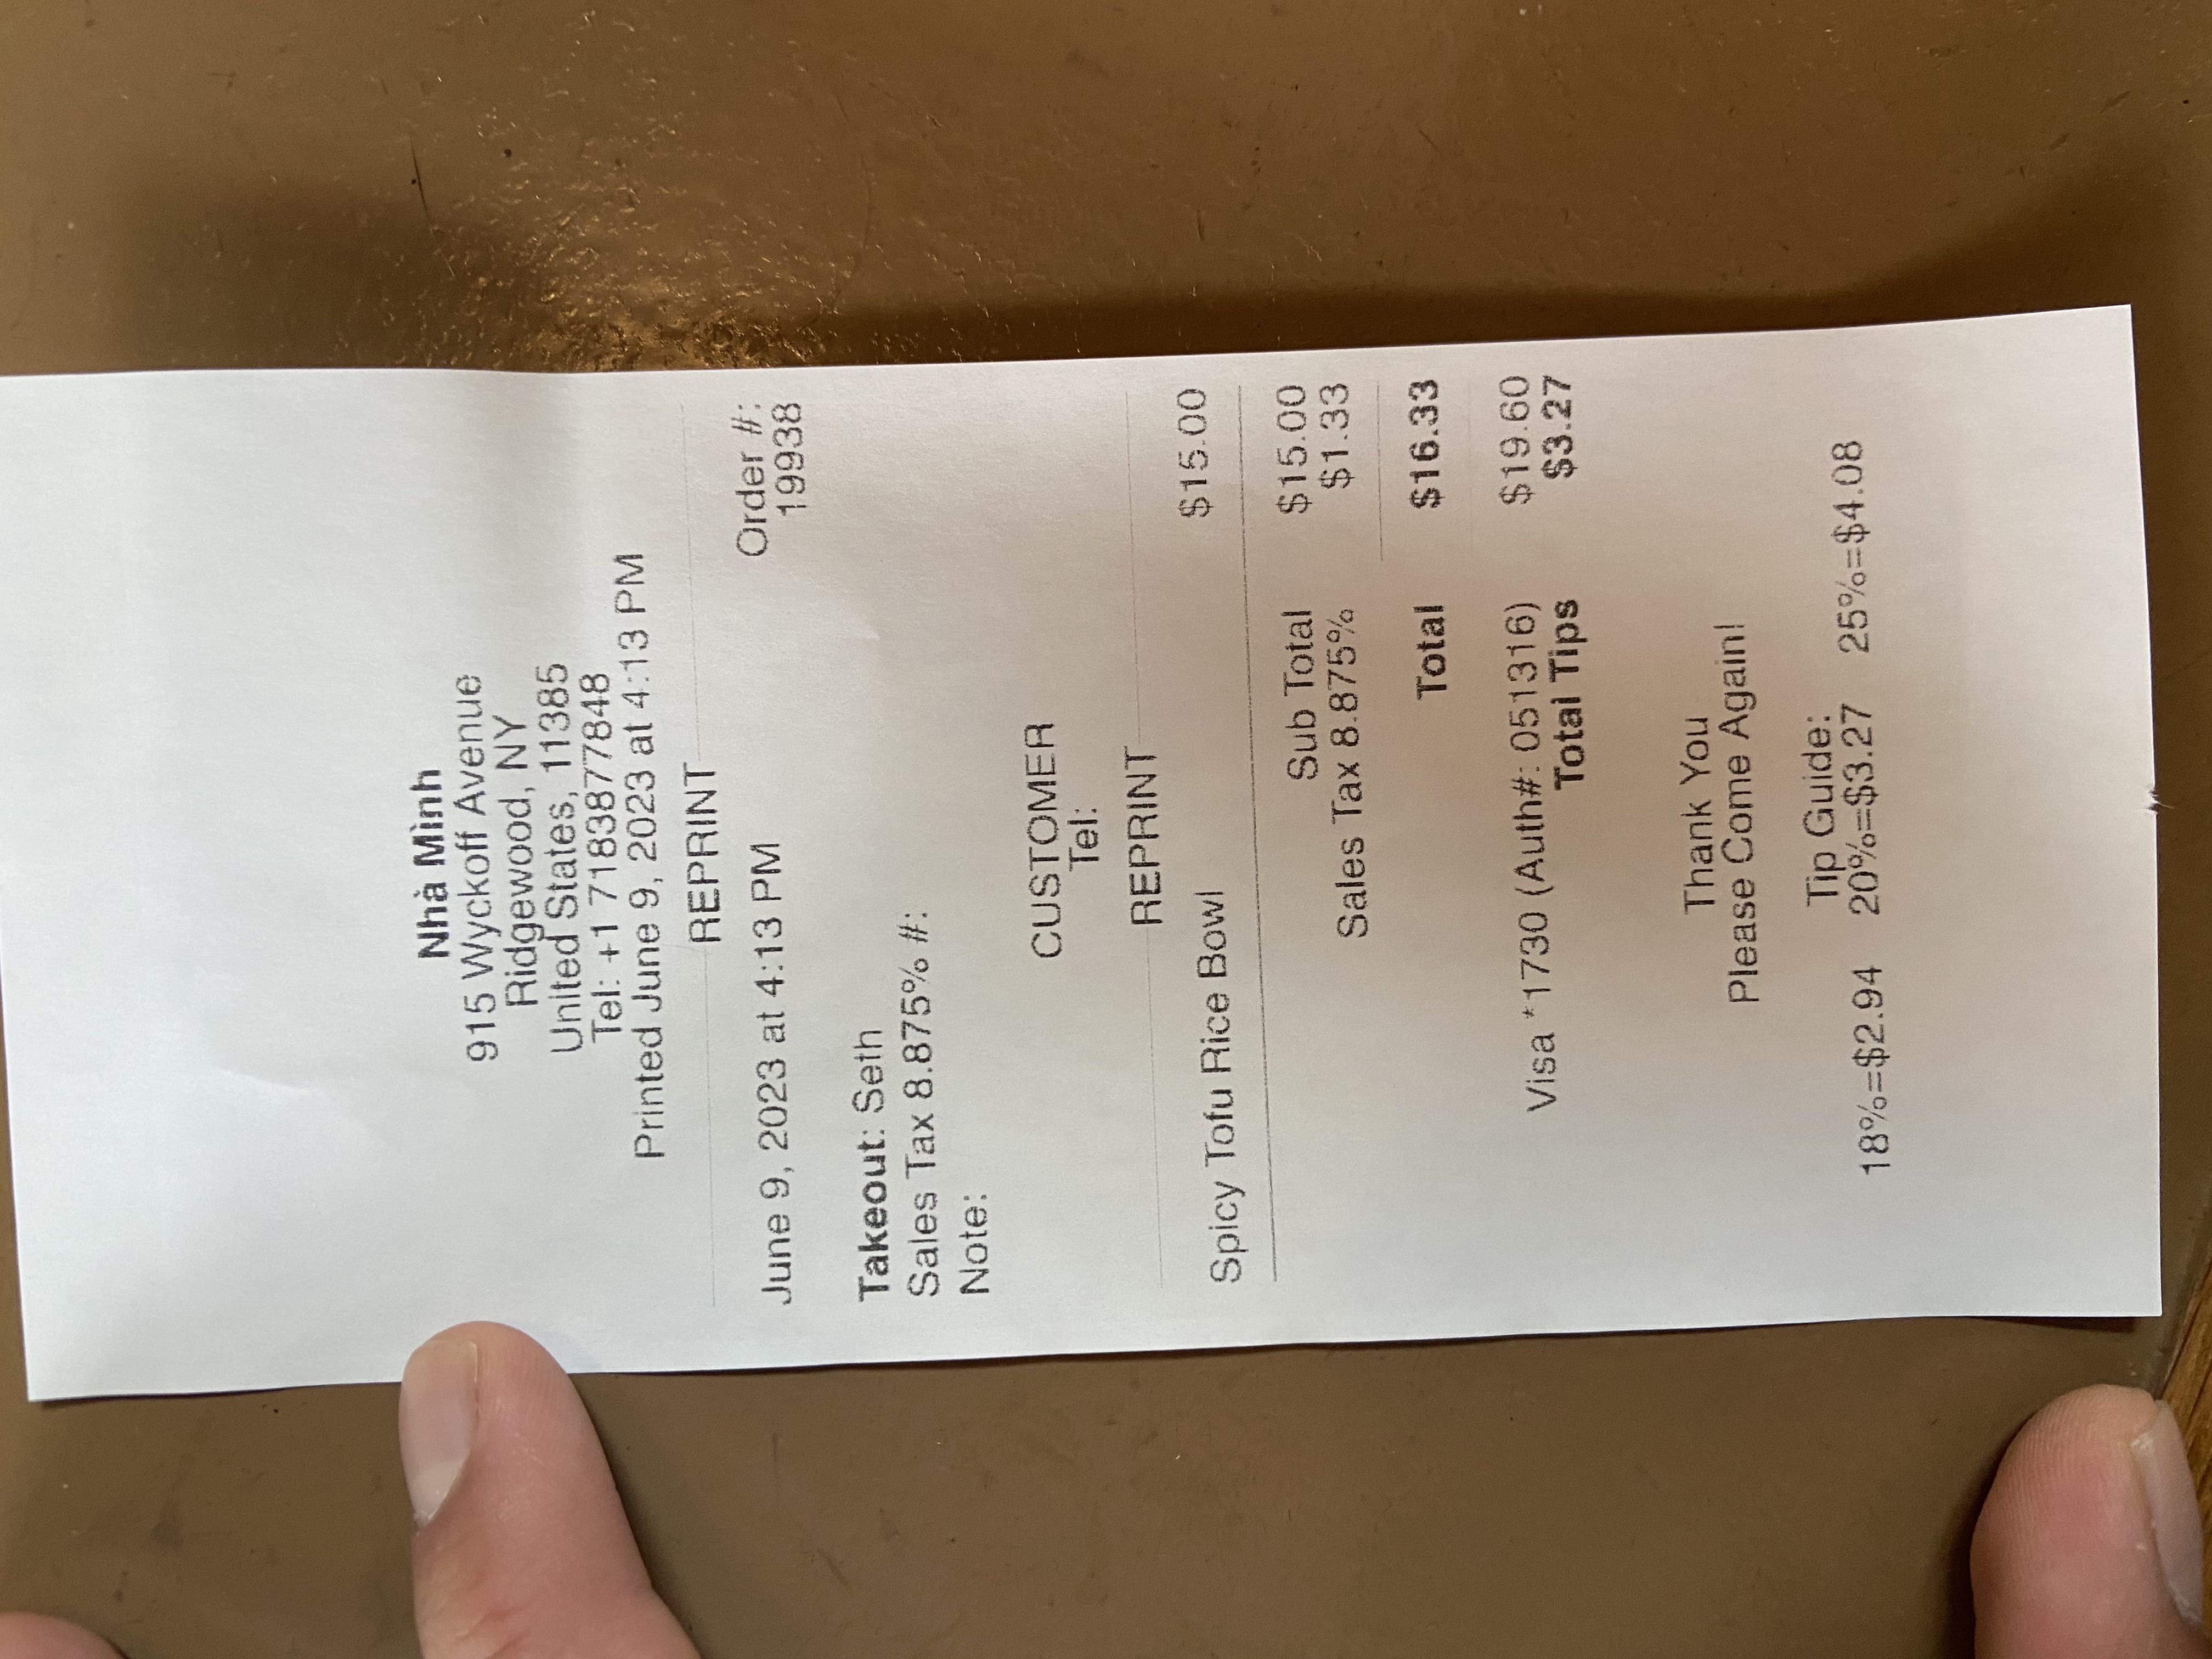 Nhà Mình
915 Wyckoff Avenue
Ridgewood, NY
United States, 11385
Tel: +1 7183877848
Printed June 9, 2023 at 4:13 PM
REPRINT
June 9, 2023 at 4:13 PM Order #:
19938
Takeout: Seth
Sales Tax 8.875% #:
Note:
CUSTOMER
Tel:
REPRINT
Spicy Tofu Rice Bowl $15.00
Sub Total $15.00
Sales Tax 8.875% $1.33
Total $16.33
Visa *1730 (Auth#: 051316) $19.60
Total Tips $3.27
Thank You
Please Come Again!
Tip Guide:
18%=$2.94 20%=$3.27 25%=$4.08